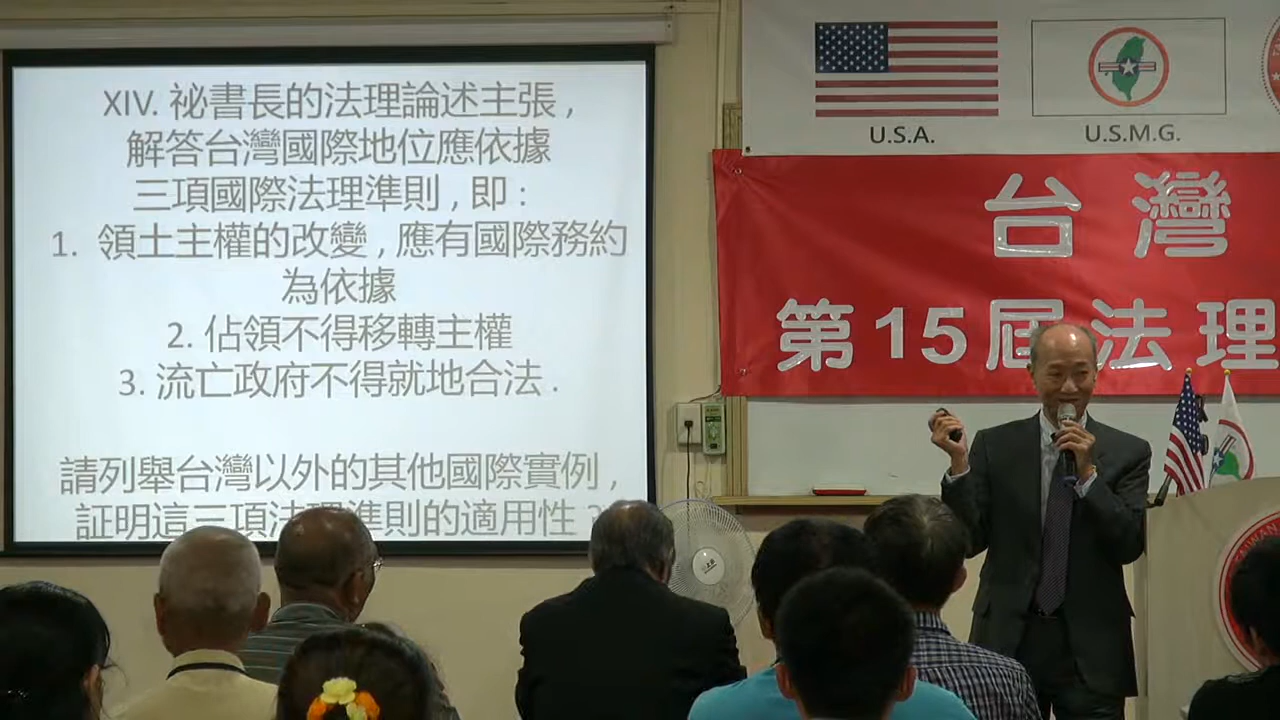 XIV. 祕書長的法理論述主張 ,
解答台灣國際地位應依據
三項國際法理準則 , 即 :
1. 領土主權的改變 , 應有國際務約
為依據
2. 佔領不得移轉主權
3. 流亡政府不得就地合法 .
請列舉台灣以外的其他國際實例 ,
証明這三項法理準則的適用性 ?
U.S.A.
U.S.M.G.
台灣
第15屆法理